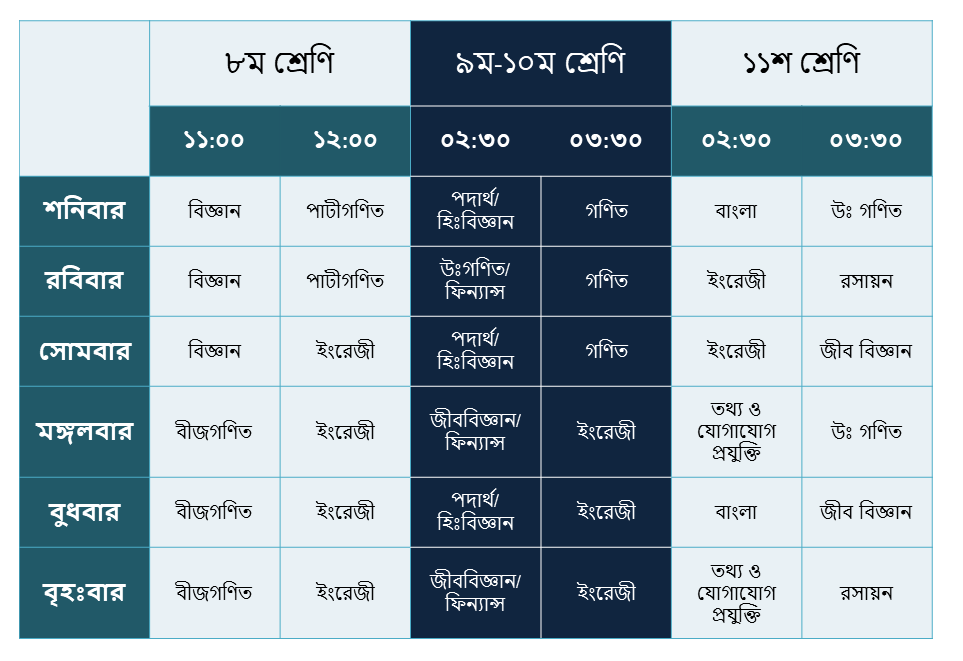 ৮ম শ্রেণি ৯ম-১০ম শ্রেণি ১১শ শ্রেণি
১১:০০ ১২:০০ ০২:৩০ ০৩:৩০ ০২:৩০ ০৩:৩০
শনিবার বিজ্ঞান পাটীগণিত পদার্থ/
হিঃবিজ্ঞান গণিত বাংলা উঃ গণিত
রবিবার বিজ্ঞান পাটীগণিত উঃগণিত/
ফিন্যান্স গণিত ইংরেজী রসায়ন
সোমবার বিজ্ঞান ইংরেজী পদার্থ/
হিঃবিজ্ঞান গণিত ইংরেজী জীব বিজ্ঞান
মঙ্গলবার বীজগণিত ইংরেজী জীববিজ্ঞান/
ফিন্যান্স ইংরেজী তথ্য ও
যোগাযোগ
প্রযুক্তি উঃ গণিত
বুধবার বীজগণিত ইংরেজী পদার্থ/
হিঃবিজ্ঞান ইংরেজী বাংলা জীব বিজ্ঞান
বৃহঃবার বীজগণিত ইংরেজী জীববিজ্ঞান/
ফিন্যান্স ইংরেজী তথ্য ও
যোগাযোগ
প্রযুক্তি রসায়ন